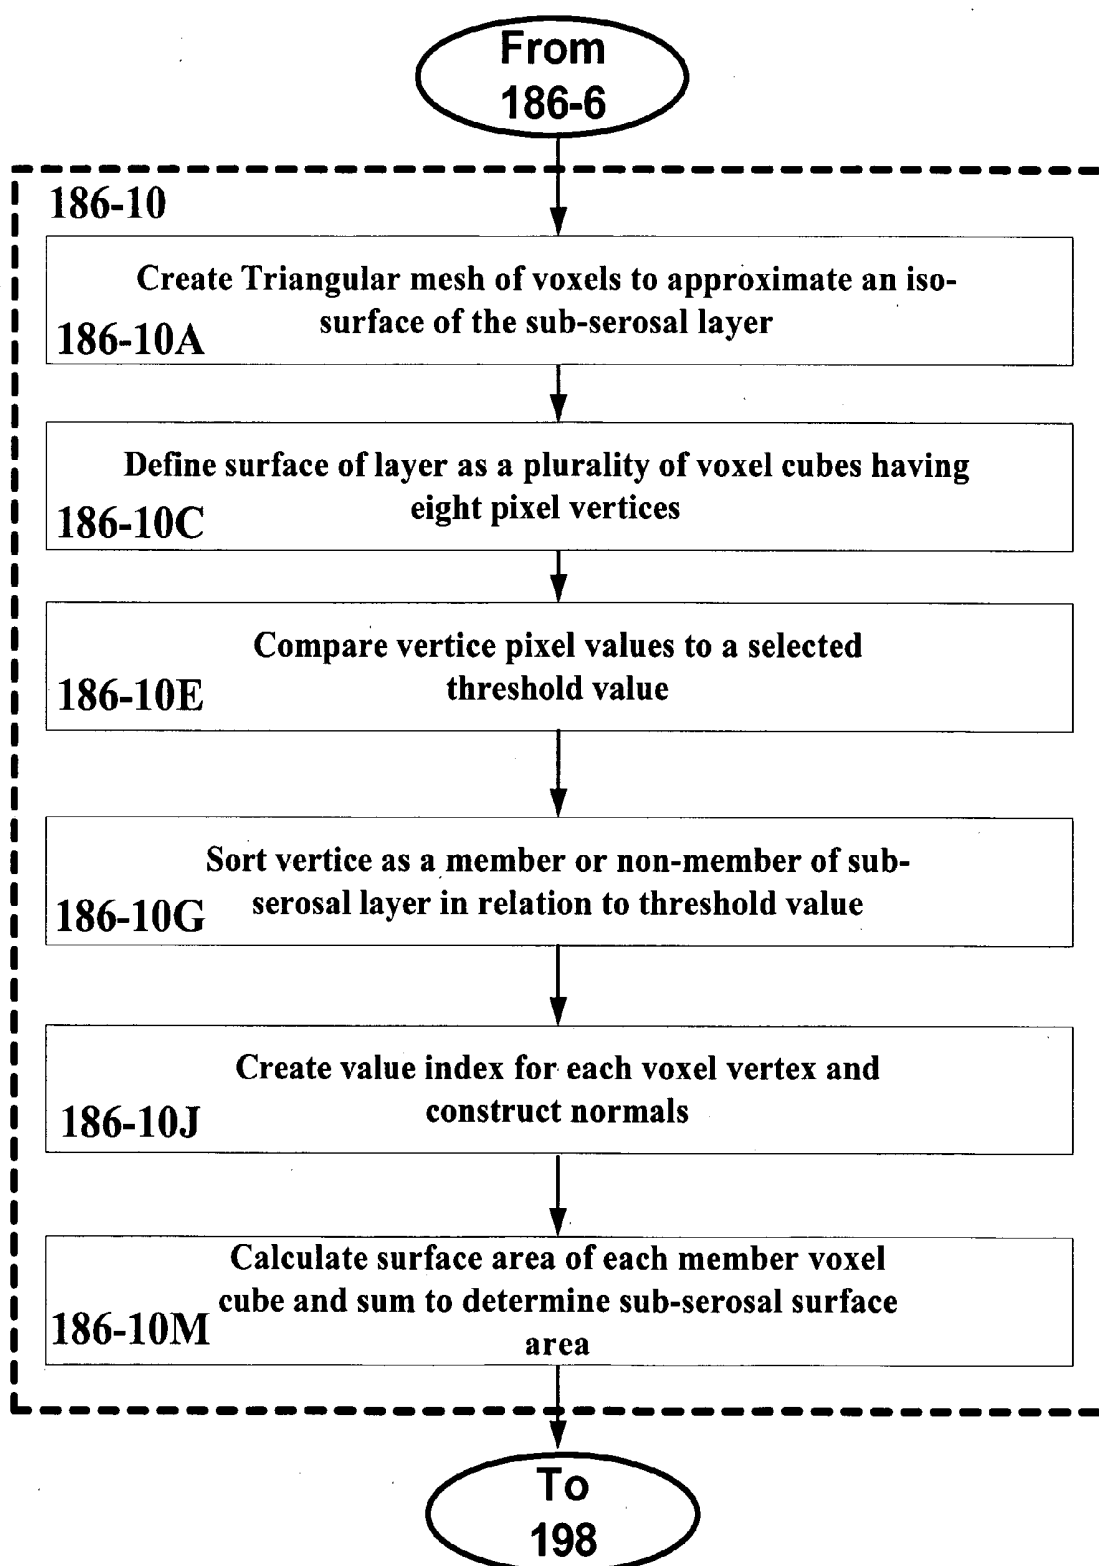 From
186-6
186-10
Create Triangular mesh of voxels to approximate an iso-
surface of the sub-serosal layer
186-10A
Define surface of layer as a plurality of voxel cubes having
eight pixel vertices
186-10C
Compare vertice pixel values to a selected
threshold value
186-10E
Sort vertice as a member or non-member of sub-
serosal layer in relation to threshold value
186-10G
Create value index for each voxel vertex and
construct normals
186-10J
Calculate surface area of each member voxel
cube and sum to determine sub-serosal surface
area
186-10M
To
198